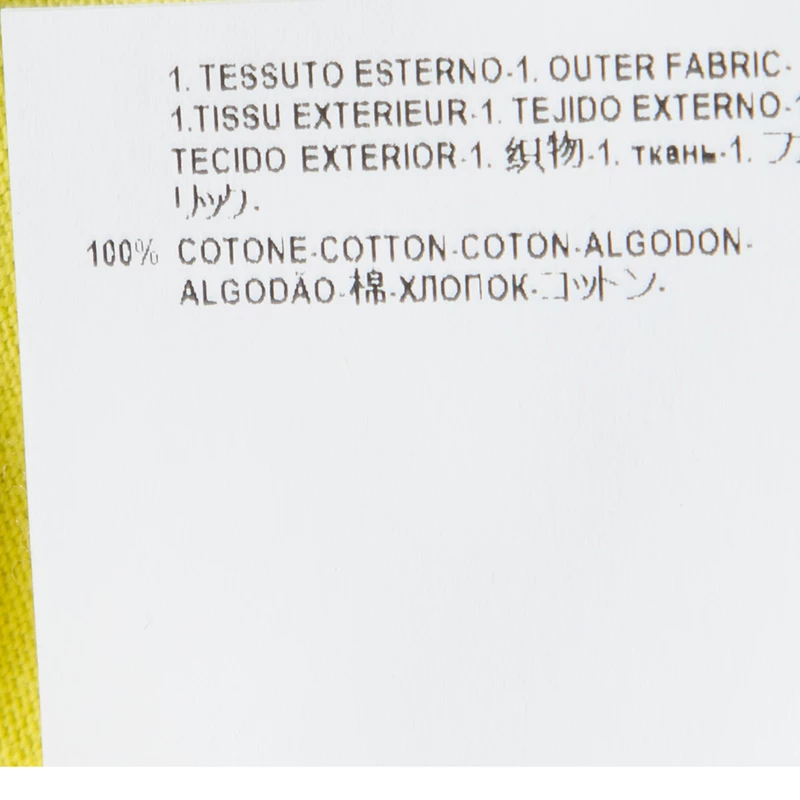 1. TESSUTO ESTERNO-1. OUTER FABRIC-
1.TISSU EXTERIEUR-1. TEJIDO EXTERNO-1
TECIDO EXTERIOR-1. 织物-1. ткань-1. ファ
リック.
100% COTONE-COTTON-COTON-ALGODON-
ALGODÃO-棉-ХЛОПОК-コットン.